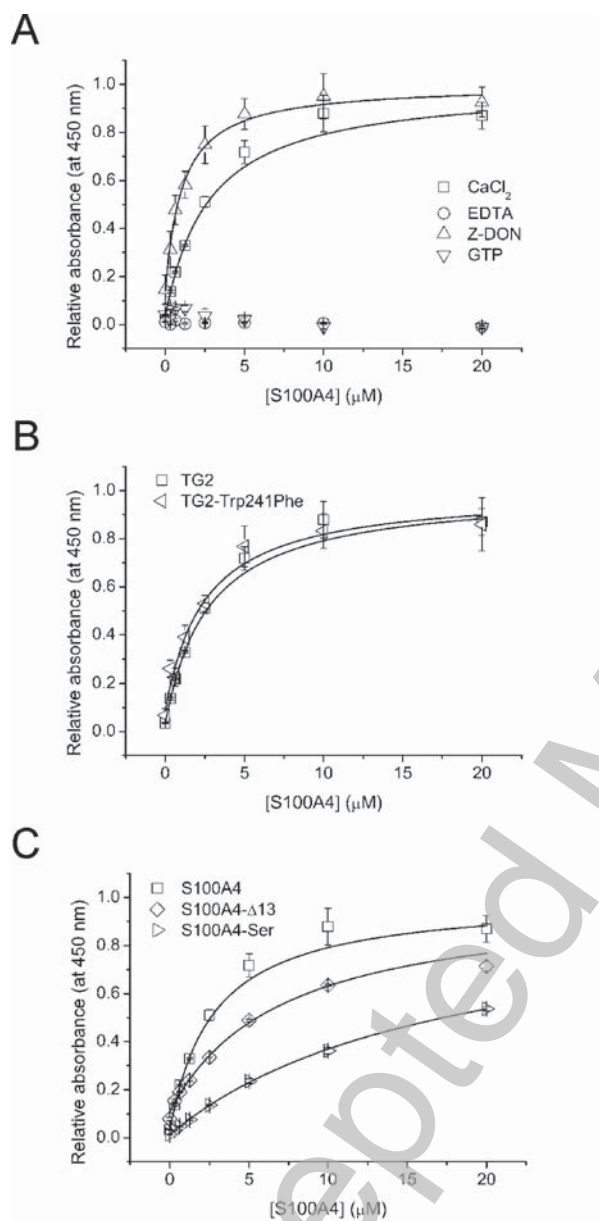 A
Relative absorbance (at 450 nm)
1.0
0.8
0.6
0.4
0.2
0.0
CaCl₂
EDTA
Z-DON
GTP
0 5 10 15 20
[S100A4] (μM)
B
Relative absorbance (at 450 nm)
1.0
0.8
0.6
0.4
0.2
0.0
TG2
TG2-Trp241Phe
0 5 10 15 20
[S100A4] (μM)
C
Relative absorbance (at 450 nm)
1.0
0.8
0.6
0.4
0.2
0.0
S100A4
S100A4-Δ13
S100A4-Ser
0 5 10 15 20
[S100A4] (μM)
epted